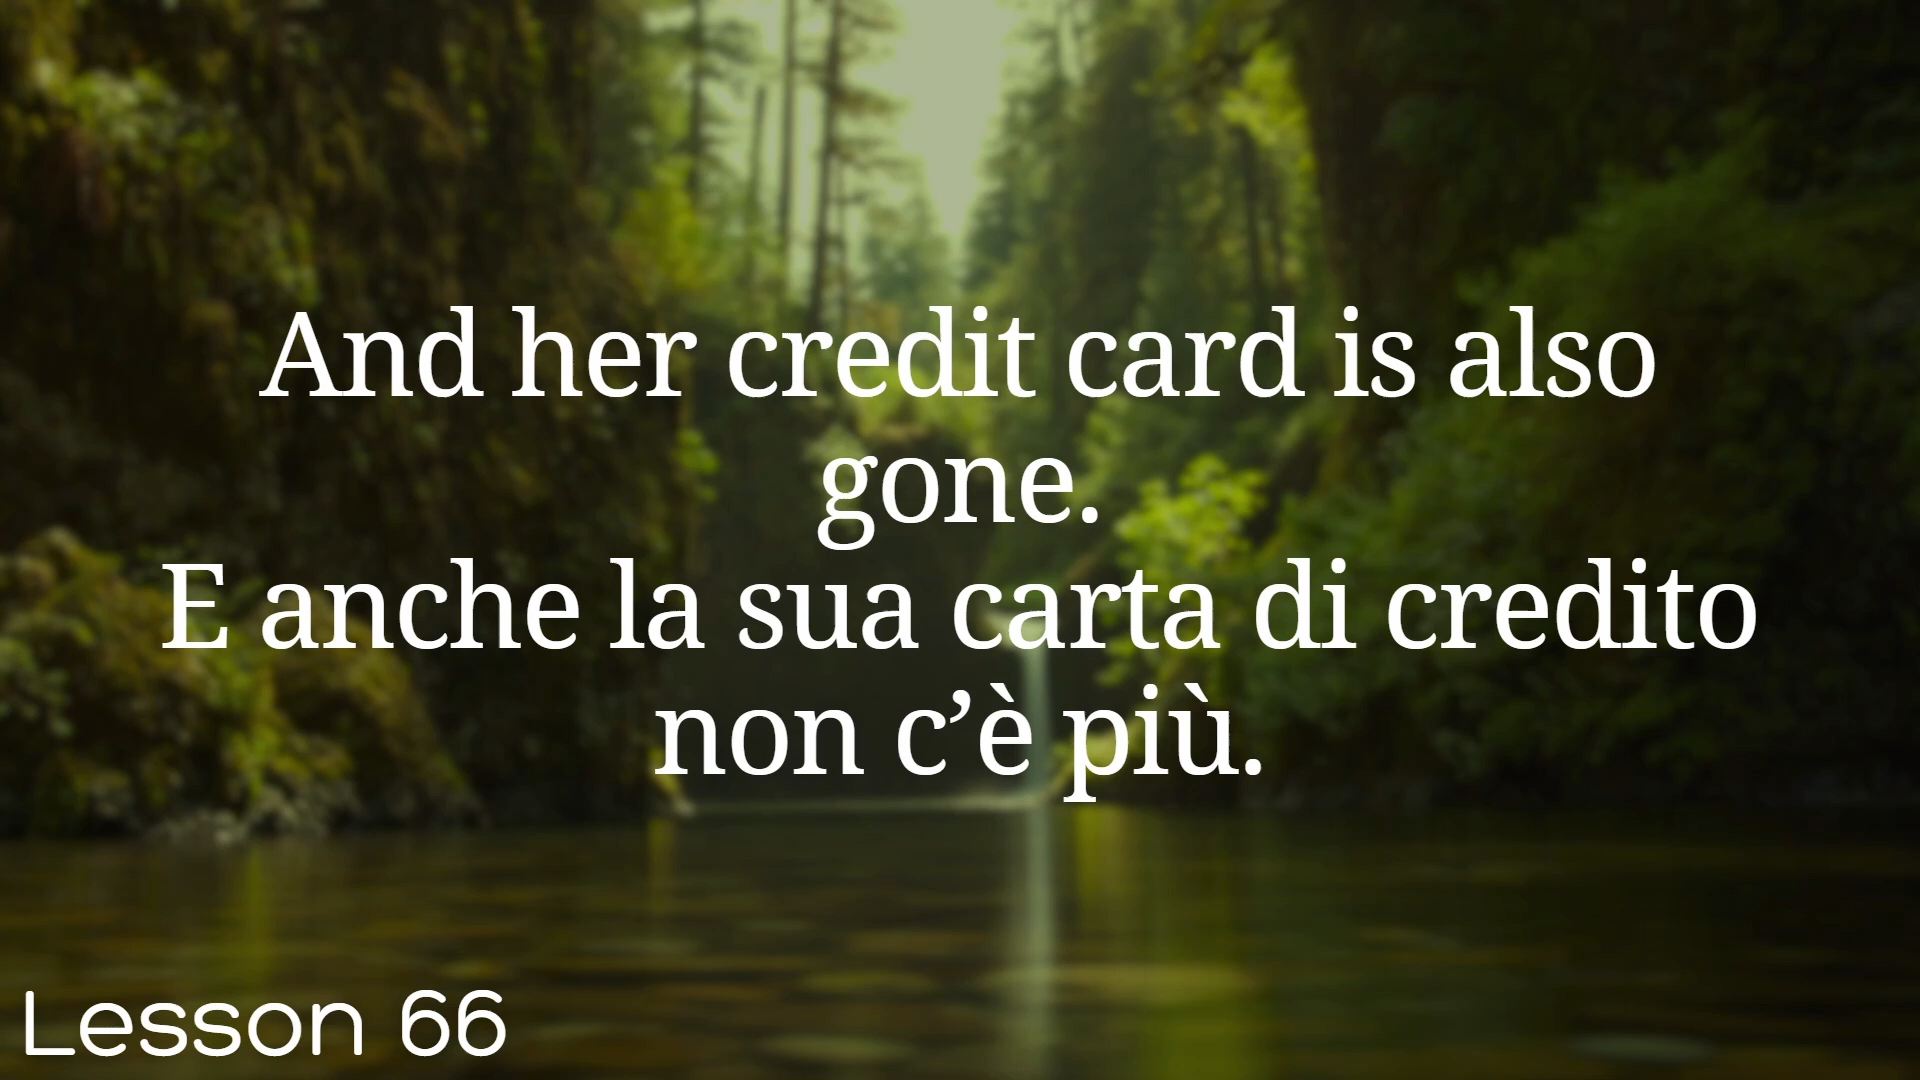 And her credit card is also
gone.
E anche la sua carta di credito
non c’è più.
Lesson 66